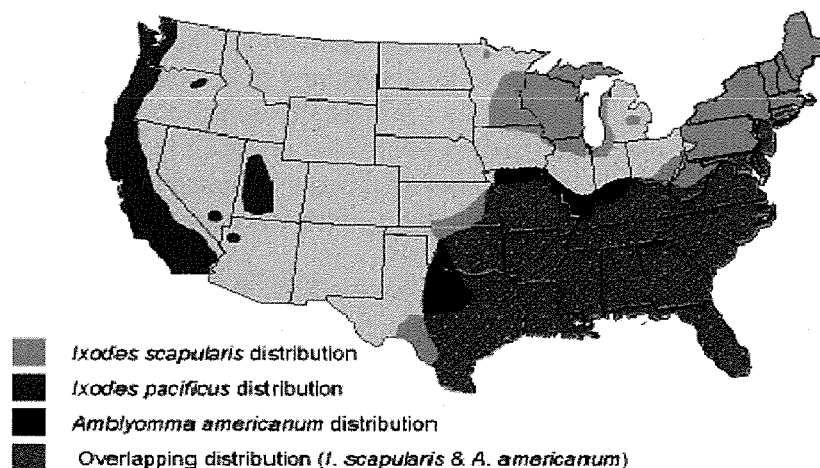 Ixodes scapularis distribution
Ixodes pacificus distribution
Amblyomma americanum distribution
Overlapping distribution (I. scapularis & A. americanum)